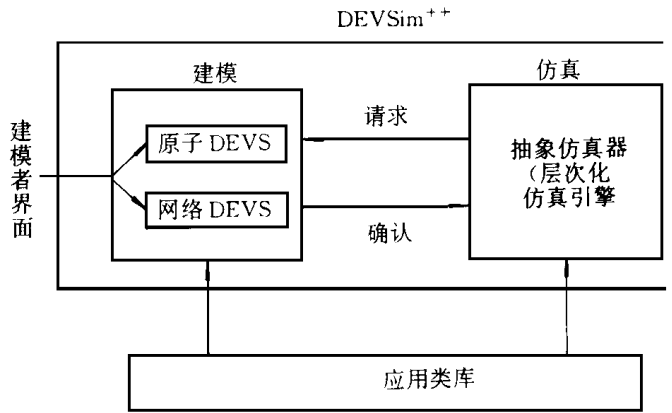 DEVSim++
建模
仿真
建模者界面
原子 DEVS
网络 DEVS
请求
确认
抽象仿真器
(层次化
仿真引擎
应用类库